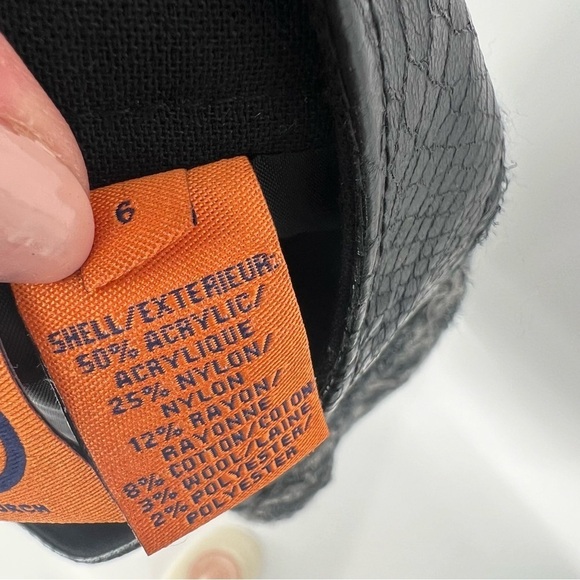 6
SHELL/EXTERIEUR:
50% ACRYLIC/
ACRYLIQUE
25% NYLON/
NYLON
12% RAYON/
RAYONNE
8% COTTON/COTON
3% WOOL/LAINE
2% POLYESTER/
POLYESTER